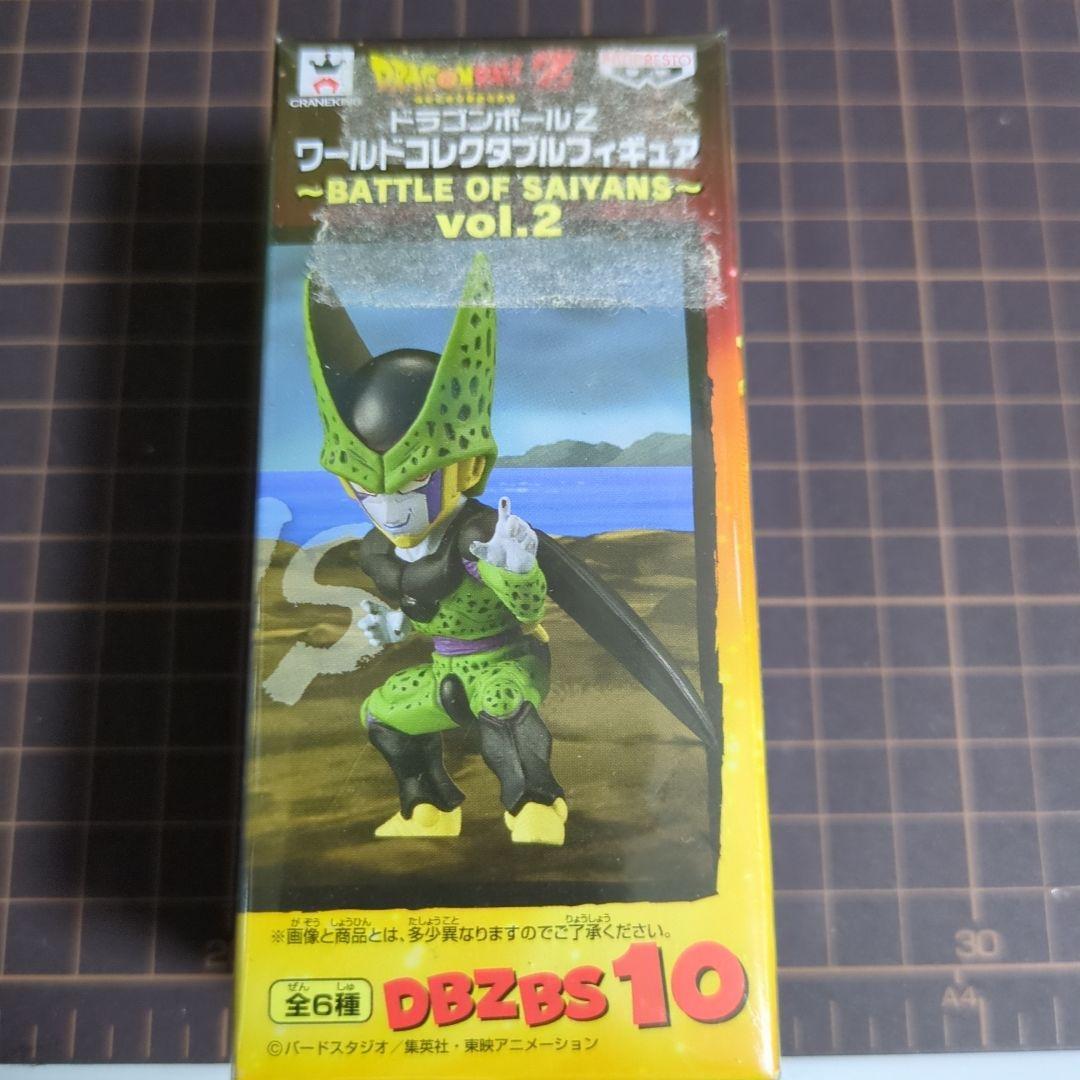 CRANEKING
DRAGON BALL Z
BANPRESTO
ドラゴンボールZ
ワールドコレクタブルフィギュア
～BATTLE OF SAIYANS～
vol.2
VS
※画像と商品とは、多少異なりますのでご了承ください。
がぞう しょうひん たしょうこと りょうしょう
全6種
ぜん しゅ
DBZBS 10
©バードスタジオ／集英社・東映アニメーション
30
A4